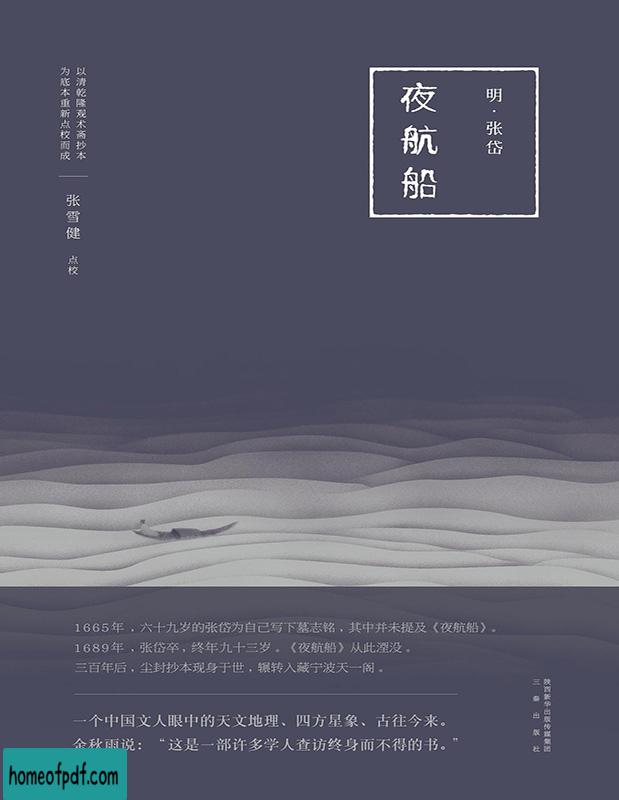 以清乾隆观术斋抄本
为底本重新点校而成
张雪健 点校
明·张岱
夜航船
1665年，六十九岁的张岱为自己写下墓志铭，其中并未提及《夜航船》。
1689年，张岱卒，终年九十三岁。《夜航船》从此湮没。
三百年后，尘封抄本现身于世，辗转入藏宁波天一阁。
一个中国文人眼中的天文地理、四方星象、古往今来。
余秋雨说：“这是一部许多学人查访终身而不得的书。”
陕西新华出版传媒集团
三秦出版社
homeofpdf.com